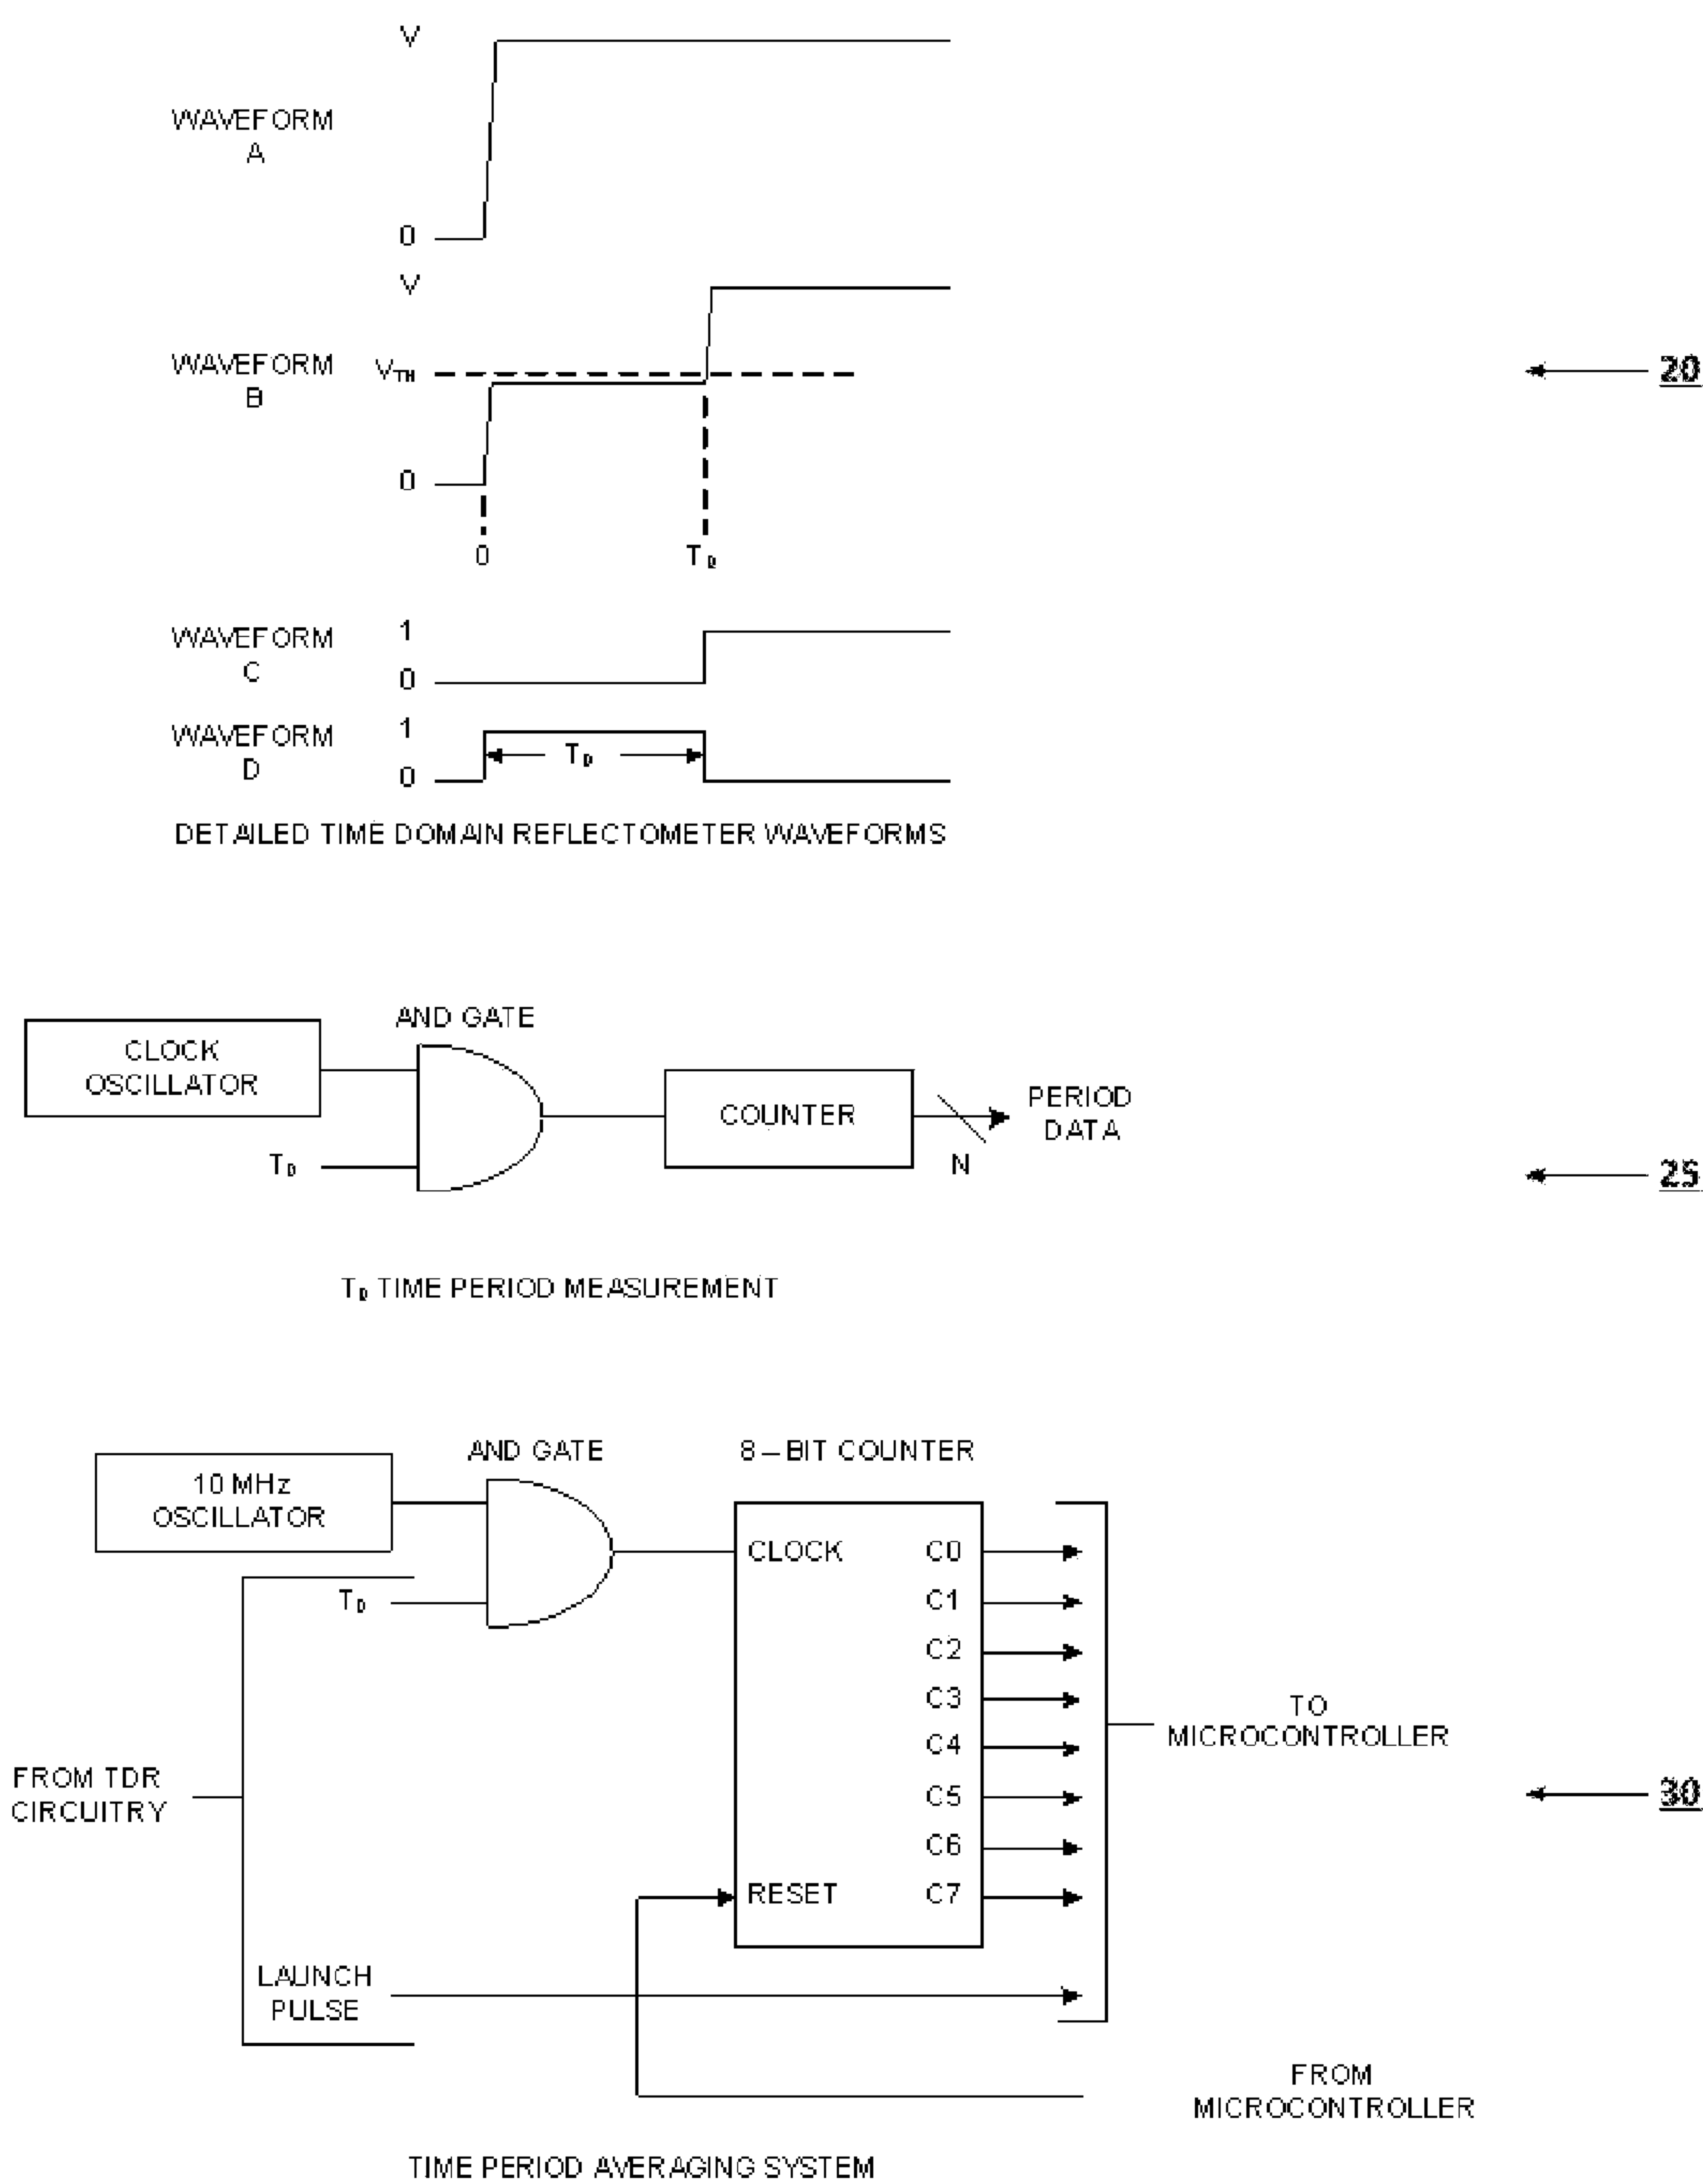 V
WAVEFORM
A
0
V
WAVEFORM
B
VTH
0
0
TD
20
WAVEFORM
C
1
0
WAVEFORM
D
1
TD
0
DETAILED TIME DOMAIN REFLECTOMETER WAVEFORMS
AND GATE
CLOCK
OSCILLATOR
TD
COUNTER
N
PERIOD
DATA
25
TD TIME PERIOD MEASUREMENT
AND GATE
8-BIT COUNTER
10 MHz
OSCILLATOR
TD
CLOCK
C0
C1
C2
C3
C4
C5
C6
RESET
C7
TO
MICROCONTROLLER
FROM TDR
CIRCUITRY
30
LAUNCH
PULSE
FROM
MICROCONTROLLER
TIME PERIOD AVERAGING SYSTEM